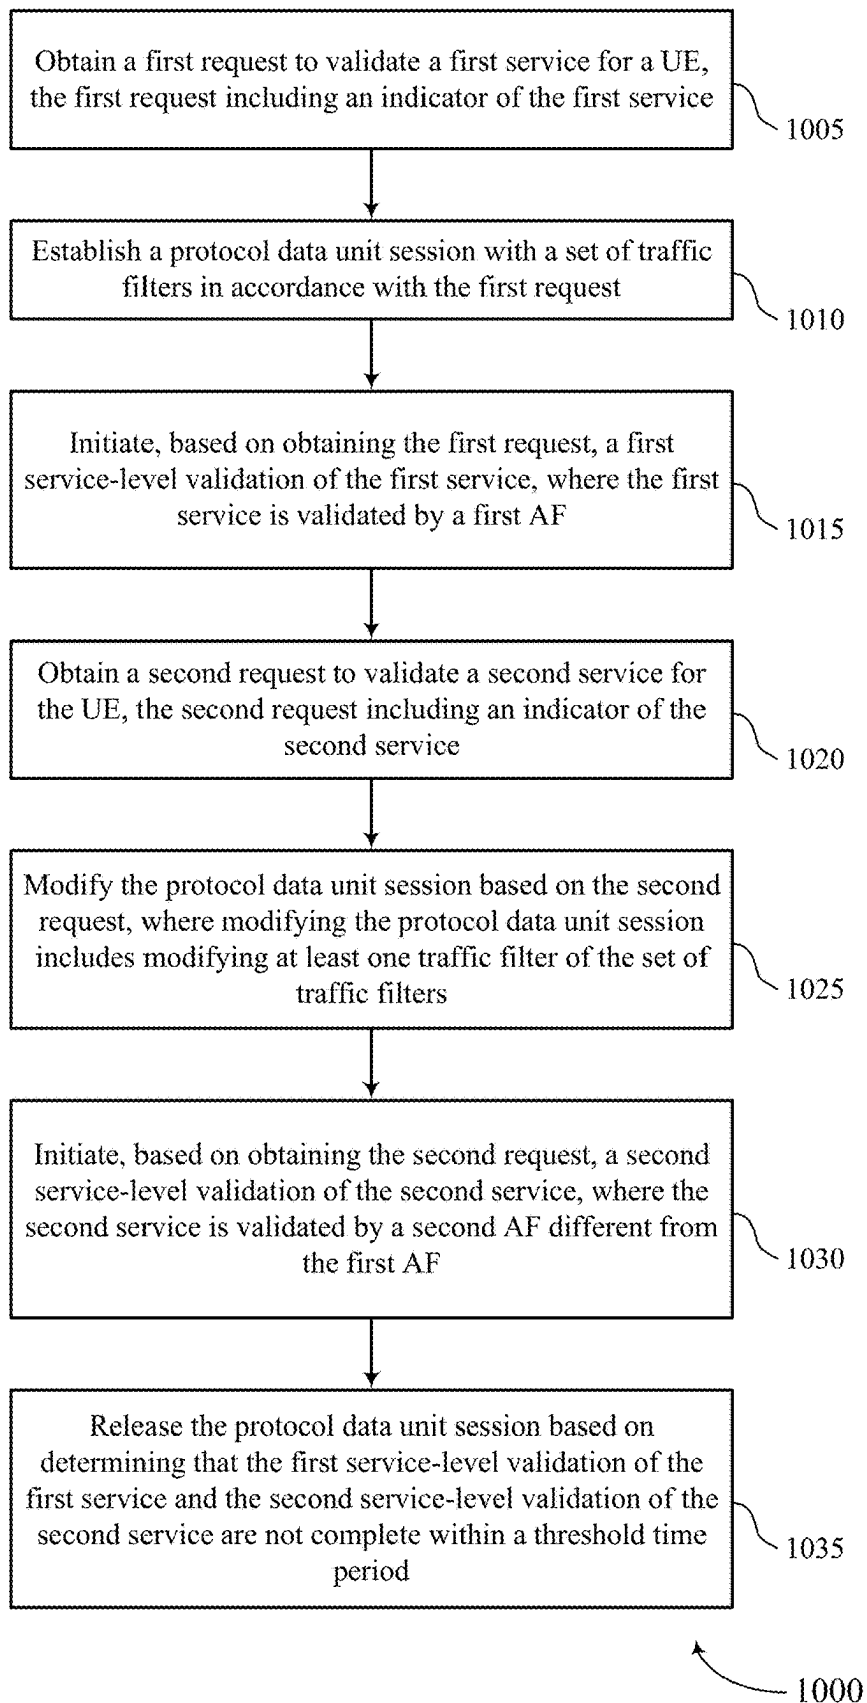 Obtain a first request to validate a first service for a UE,
the first request including an indicator of the first service
1005
Establish a protocol data unit session with a set of traffic
filters in accordance with the first request
1010
Initiate, based on obtaining the first request, a first
service-level validation of the first service, where the first
service is validated by a first AF
1015
Obtain a second request to validate a second service for
the UE, the second request including an indicator of the
second service
1020
Modify the protocol data unit session based on the second
request, where modifying the protocol data unit session
includes modifying at least one traffic filter of the set of
traffic filters
1025
Initiate, based on obtaining the second request, a second
service-level validation of the second service, where the
second service is validated by a second AF different from
the first AF
1030
Release the protocol data unit session based on
determining that the first service-level validation of the
first service and the second service-level validation of the
second service are not complete within a threshold time
period
1035
1000